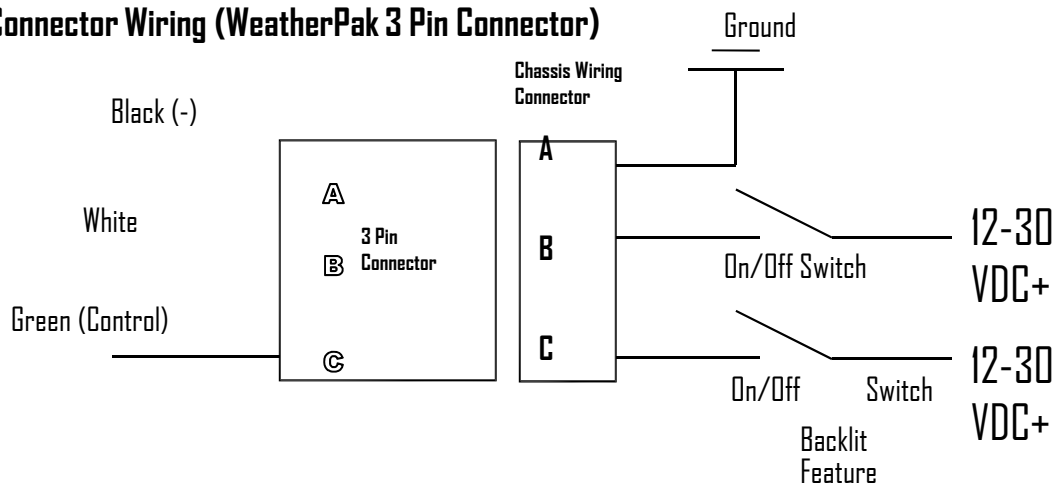 onnector Wiring (WeatherPak 3 Pin Connector)
Ground
Chassis Wiring
Connector
Black (-)
A
A
White
3 Pin
Connector
B
B
On/Off Switch
12-30
VDC+
Green (Control)
C
C
On/Off Switch
12-30
VDC+
Backlit
Feature